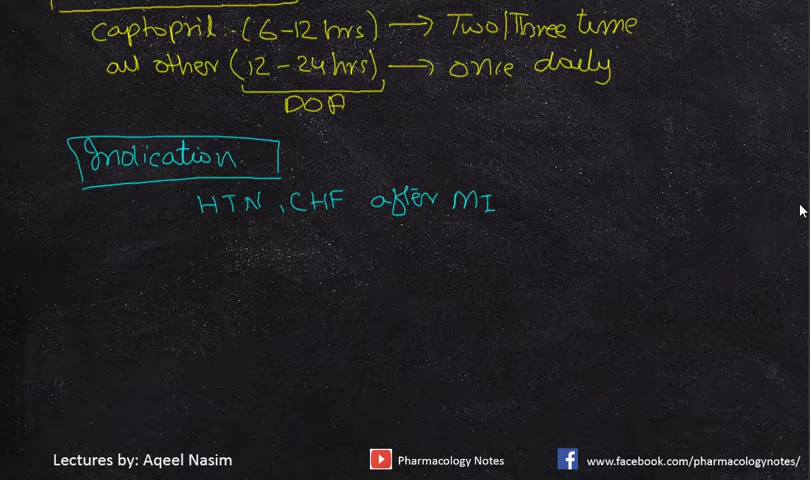 Captopril :- (6-12 hrs) → Two/Three time
all other (12-24 hrs) → once daily
DOA
Indication
HTN, CHF after MI
Lectures by: Aqeel Nasim
Pharmacology Notes
www.facebook.com/pharmacologynotes/